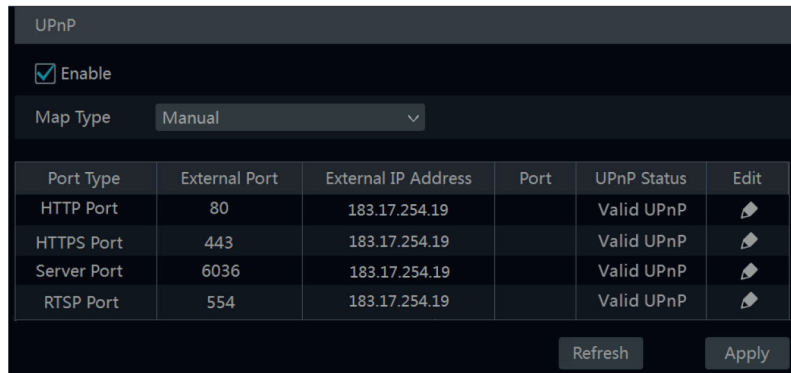 UPnP
Enable
Map Type Manual
Port Type External Port External IP Address Port UPnP Status Edit
HTTP Port 80 183.17.254.19 Valid UPnP
HTTPS Port 443 183.17.254.19 Valid UPnP
Server Port 6036 183.17.254.19 Valid UPnP
RTSP Port 554 183.17.254.19 Valid UPnP
Refresh Apply